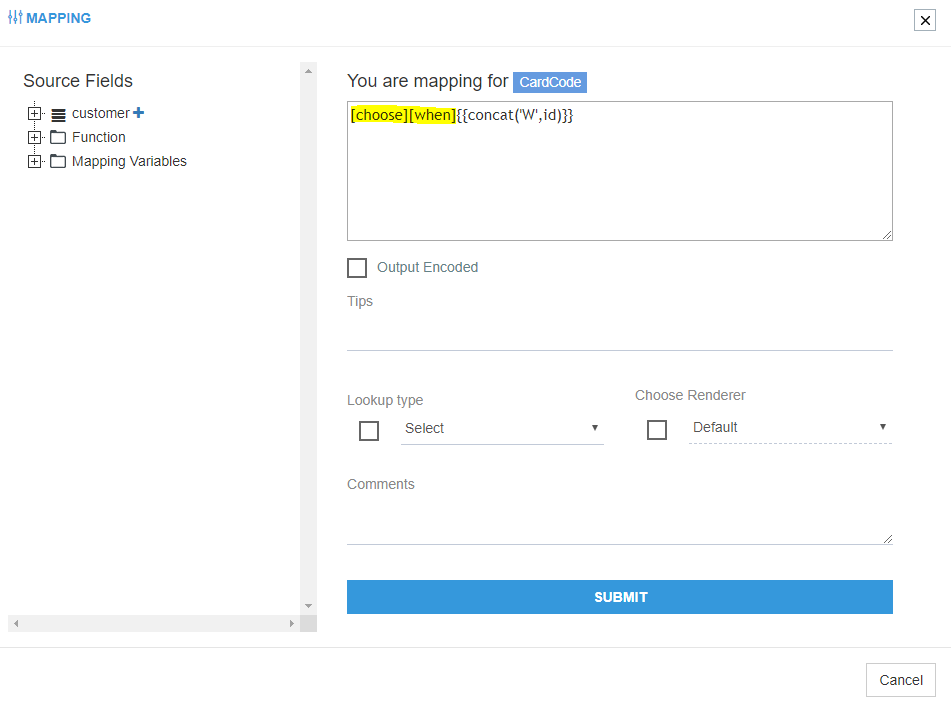 MAPPING
Source Fields
customer
Function
Mapping Variables
You are mapping for CardCode
[choose][when]{{concat('W',id)}}
Output Encoded
Tips
Lookup type
Select
Choose Renderer
Default
Comments
SUBMIT
Cancel